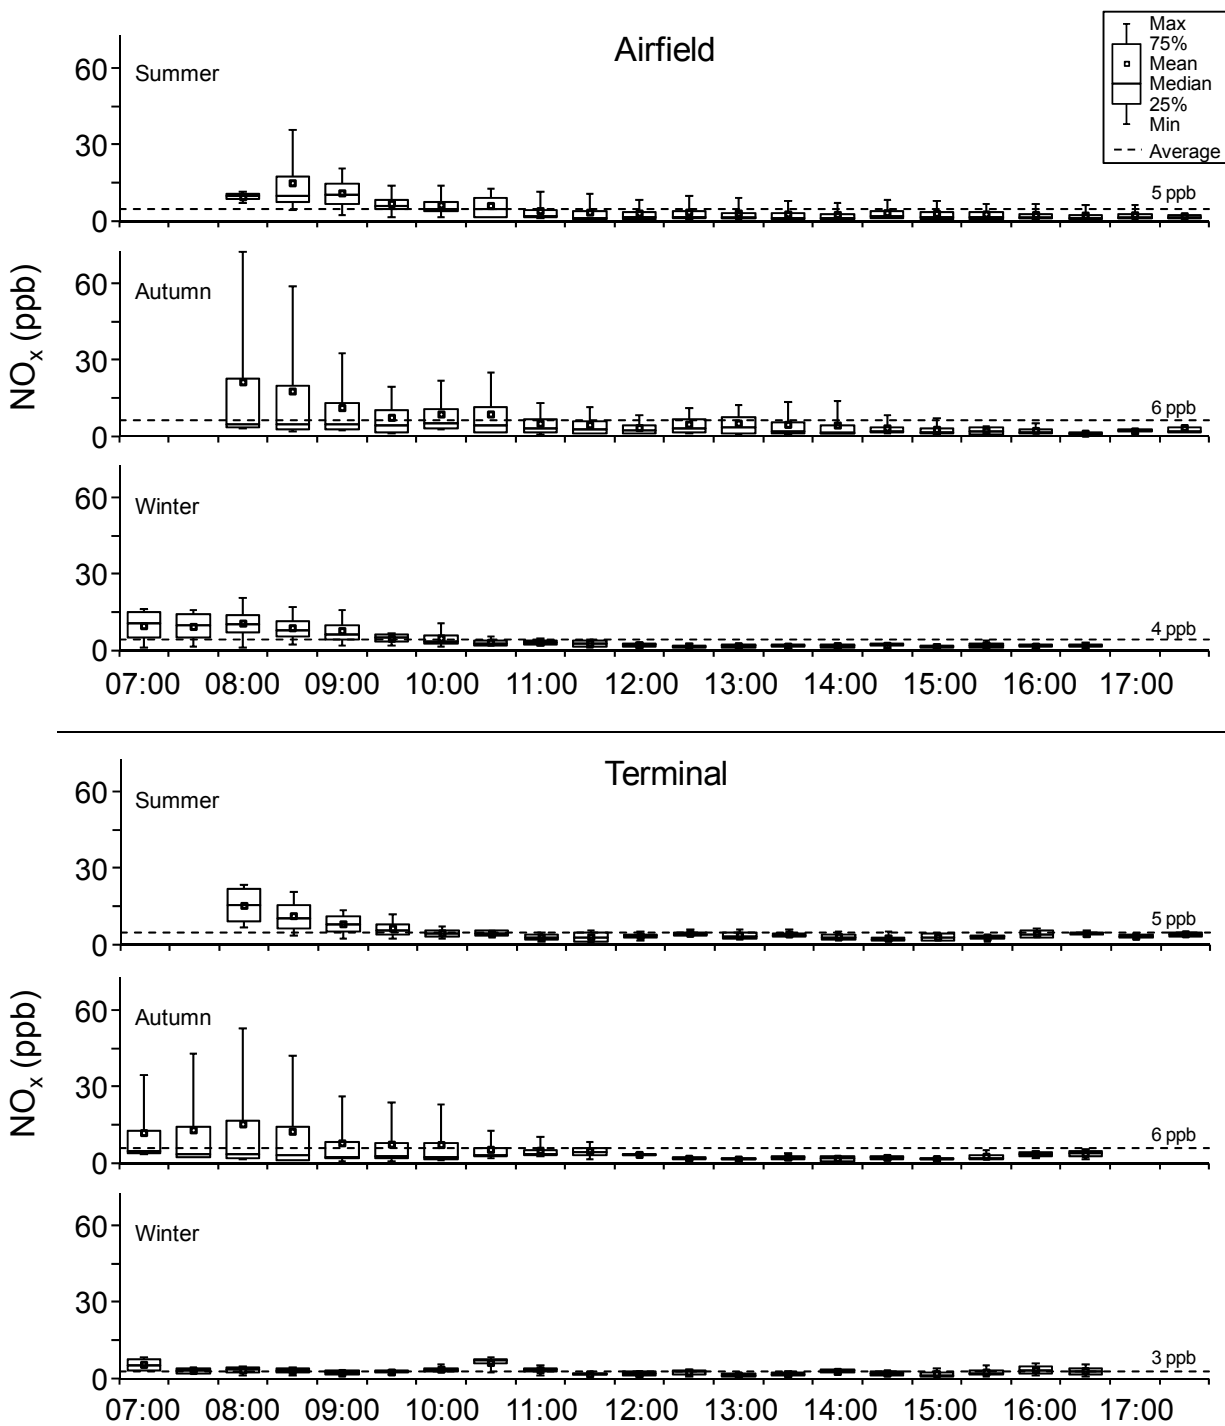 Airfield
Max
75%
Mean
Median
25%
Min
Average
NOx (ppb)
60
30
0
Summer
5 ppb
60
30
0
Autumn
6 ppb
60
30
0
Winter
4 ppb
07:00 08:00 09:00 10:00 11:00 12:00 13:00 14:00 15:00 16:00 17:00
Terminal
NOx (ppb)
60
30
0
Summer
5 ppb
60
30
0
Autumn
6 ppb
60
30
0
Winter
3 ppb
07:00 08:00 09:00 10:00 11:00 12:00 13:00 14:00 15:00 16:00 17:00